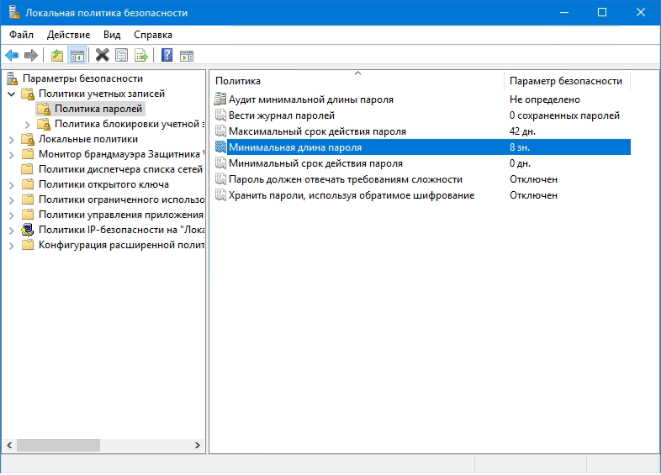 Локальная политика безопасности
Файл Действие Вид Справка
Параметры безопасности
Политики учетных записей
Политика паролей
Политика блокировки учетной з
Локальные политики
Монитор брандмауэра Защитника
Политики диспетчера списка сетей
Политики открытого ключа
Политики ограниченного использо
Политики управления приложения
Политики IP-безопасности на "Лока
Конфигурация расширенной полит
Политика Параметр безопасности
Аудит минимальной длины пароля Не определено
Вести журнал паролей 0 сохраненных паролей
Максимальный срок действия пароля 42 дн.
Минимальная длина пароля 8 зн.
Минимальный срок действия пароля 0 дн.
Пароль должен отвечать требованиям сложности Отключен
Хранить пароли, используя обратимое шифрование Отключен